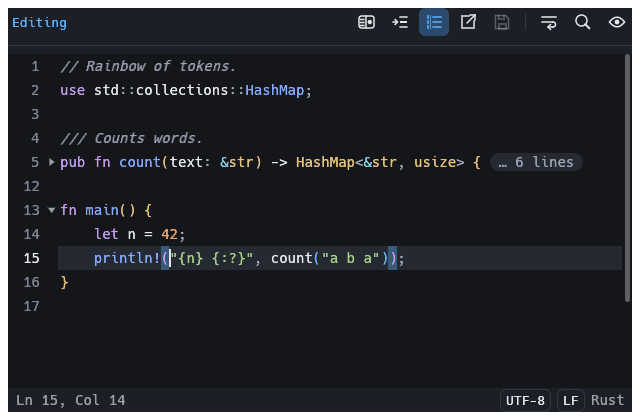 Editing
1 // Rainbow of tokens.
2 use std::collections::HashMap;
3
4 /// Counts words.
5 pub fn count(text: &str) -> HashMap<&str, usize> { … 6 lines
12
13 fn main() {
14     let n = 42;
15     println!("{n} {:?}", count("a b a"));
16 }
17
Ln 15, Col 14 UTF-8 LF Rust